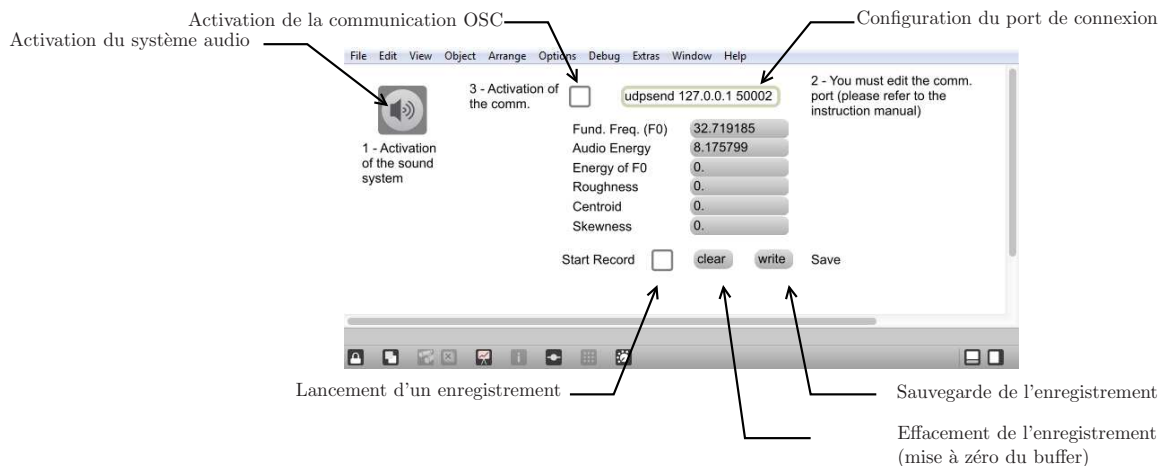 Activation de la communication OSC
Configuration du port de connexion
Activation du système audio
File Edit View Object Arrange Options Debug Extras Window Help
3 - Activation of
the comm.
udpsend 127.0.0.1 50002
2 - You must edit the comm.
port (please refer to the
instruction manual)
1 - Activation
of the sound
system
Fund. Freq. (F0) 32.719185
Audio Energy 8.175799
Energy of F0 0.
Roughness 0.
Centroid 0.
Skewness 0.
Start Record clear write Save
Lancement d'un enregistrement
Sauvegarde de l'enregistrement
Effacement de l'enregistrement
(mise à zéro du buffer)